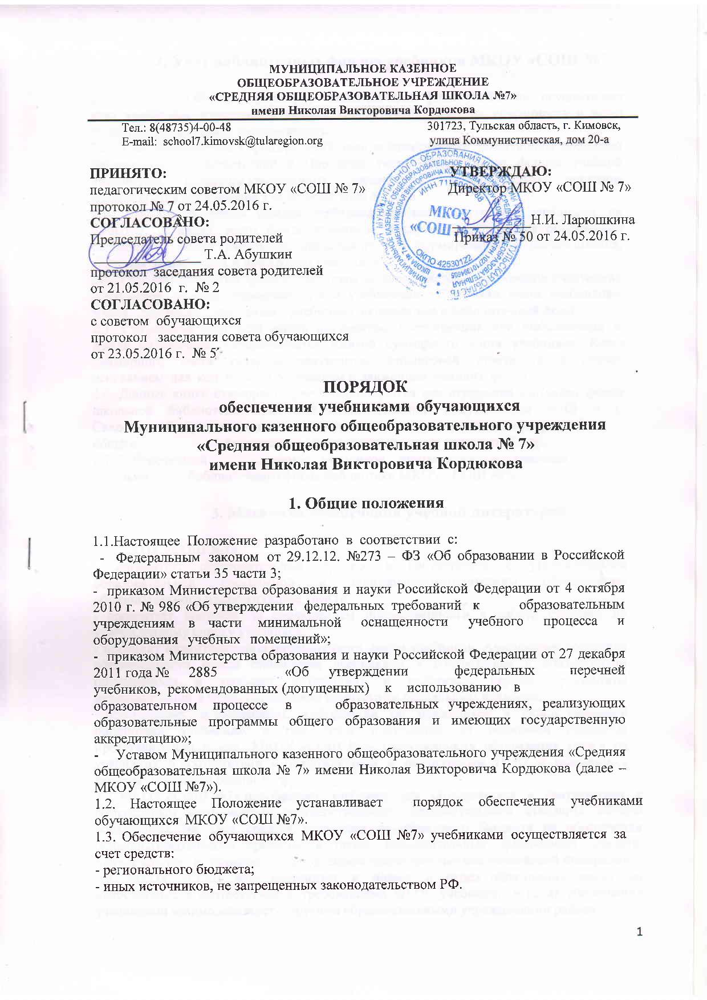 МУНИЦИПАЛЬНОЕ КАЗЕННОЕ
ОБЩЕОБРАЗОВАТЕЛЬНОЕ УЧРЕЖДЕНИЕ
«СРЕДНЯЯ ОБЩЕОБРАЗОВАТЕЛЬНАЯ ШКОЛА №7»
имени Николая Викторовича Кордюкова
Тел.: 8(48735)4-00-48
E-mail: school7.kimovsk@tularegion.org
301723, Тульская область, г. Кимовск,
улица Коммунистическая, дом 20-а
ПРИНЯТО:
педагогическим советом МКОУ «СОШ № 7»
протокол № 7 от 24.05.2016 г.
СОГЛАСОВАНО:
Председатель совета родителей
Т.А. Абушкин
протокол заседания совета родителей
от 21.05.2016 г. № 2
СОГЛАСОВАНО:
с советом обучающихся
протокол заседания совета обучающихся
от 23.05.2016 г. № 5
УТВЕРЖДАЮ:
Директор МКОУ «СОШ № 7»
Н.И. Ларюшкина
Приказ № 50 от 24.05.2016 г.
МКОУ
«СОШ № 7»
ОКПО 42530122
ПОРЯДОК
обеспечения учебниками обучающихся
Муниципального казенного общеобразовательного учреждения
«Средняя общеобразовательная школа № 7»
имени Николая Викторовича Кордюкова
1. Общие положения
1.1.Настоящее Положение разработано в соответствии с:
- Федеральным законом от 29.12.12. №273 – ФЗ «Об образовании в Российской
Федерации» статьи 35 части 3;
- приказом Министерства образования и науки Российской Федерации от 4 октября
2010 г. № 986 «Об утверждении федеральных требований к образовательным
учреждениям в части минимальной оснащенности учебного процесса и
оборудования учебных помещений»;
- приказом Министерства образования и науки Российской Федерации от 27 декабря
2011 года № 2885 «Об утверждении федеральных перечней
учебников, рекомендованных (допущенных) к использованию в
образовательном процессе в образовательных учреждениях, реализующих
образовательные программы общего образования и имеющих государственную
аккредитацию»;
- Уставом Муниципального казенного общеобразовательного учреждения «Средняя
общеобразовательная школа № 7» имени Николая Викторовича Кордюкова (далее –
МКОУ «СОШ №7»).
1.2. Настоящее Положение устанавливает порядок обеспечения учебниками
обучающихся МКОУ «СОШ №7».
1.3. Обеспечение обучающихся МКОУ «СОШ №7» учебниками осуществляется за
счет средств:
- регионального бюджета;
- иных источников, не запрещенных законодательством РФ.
1